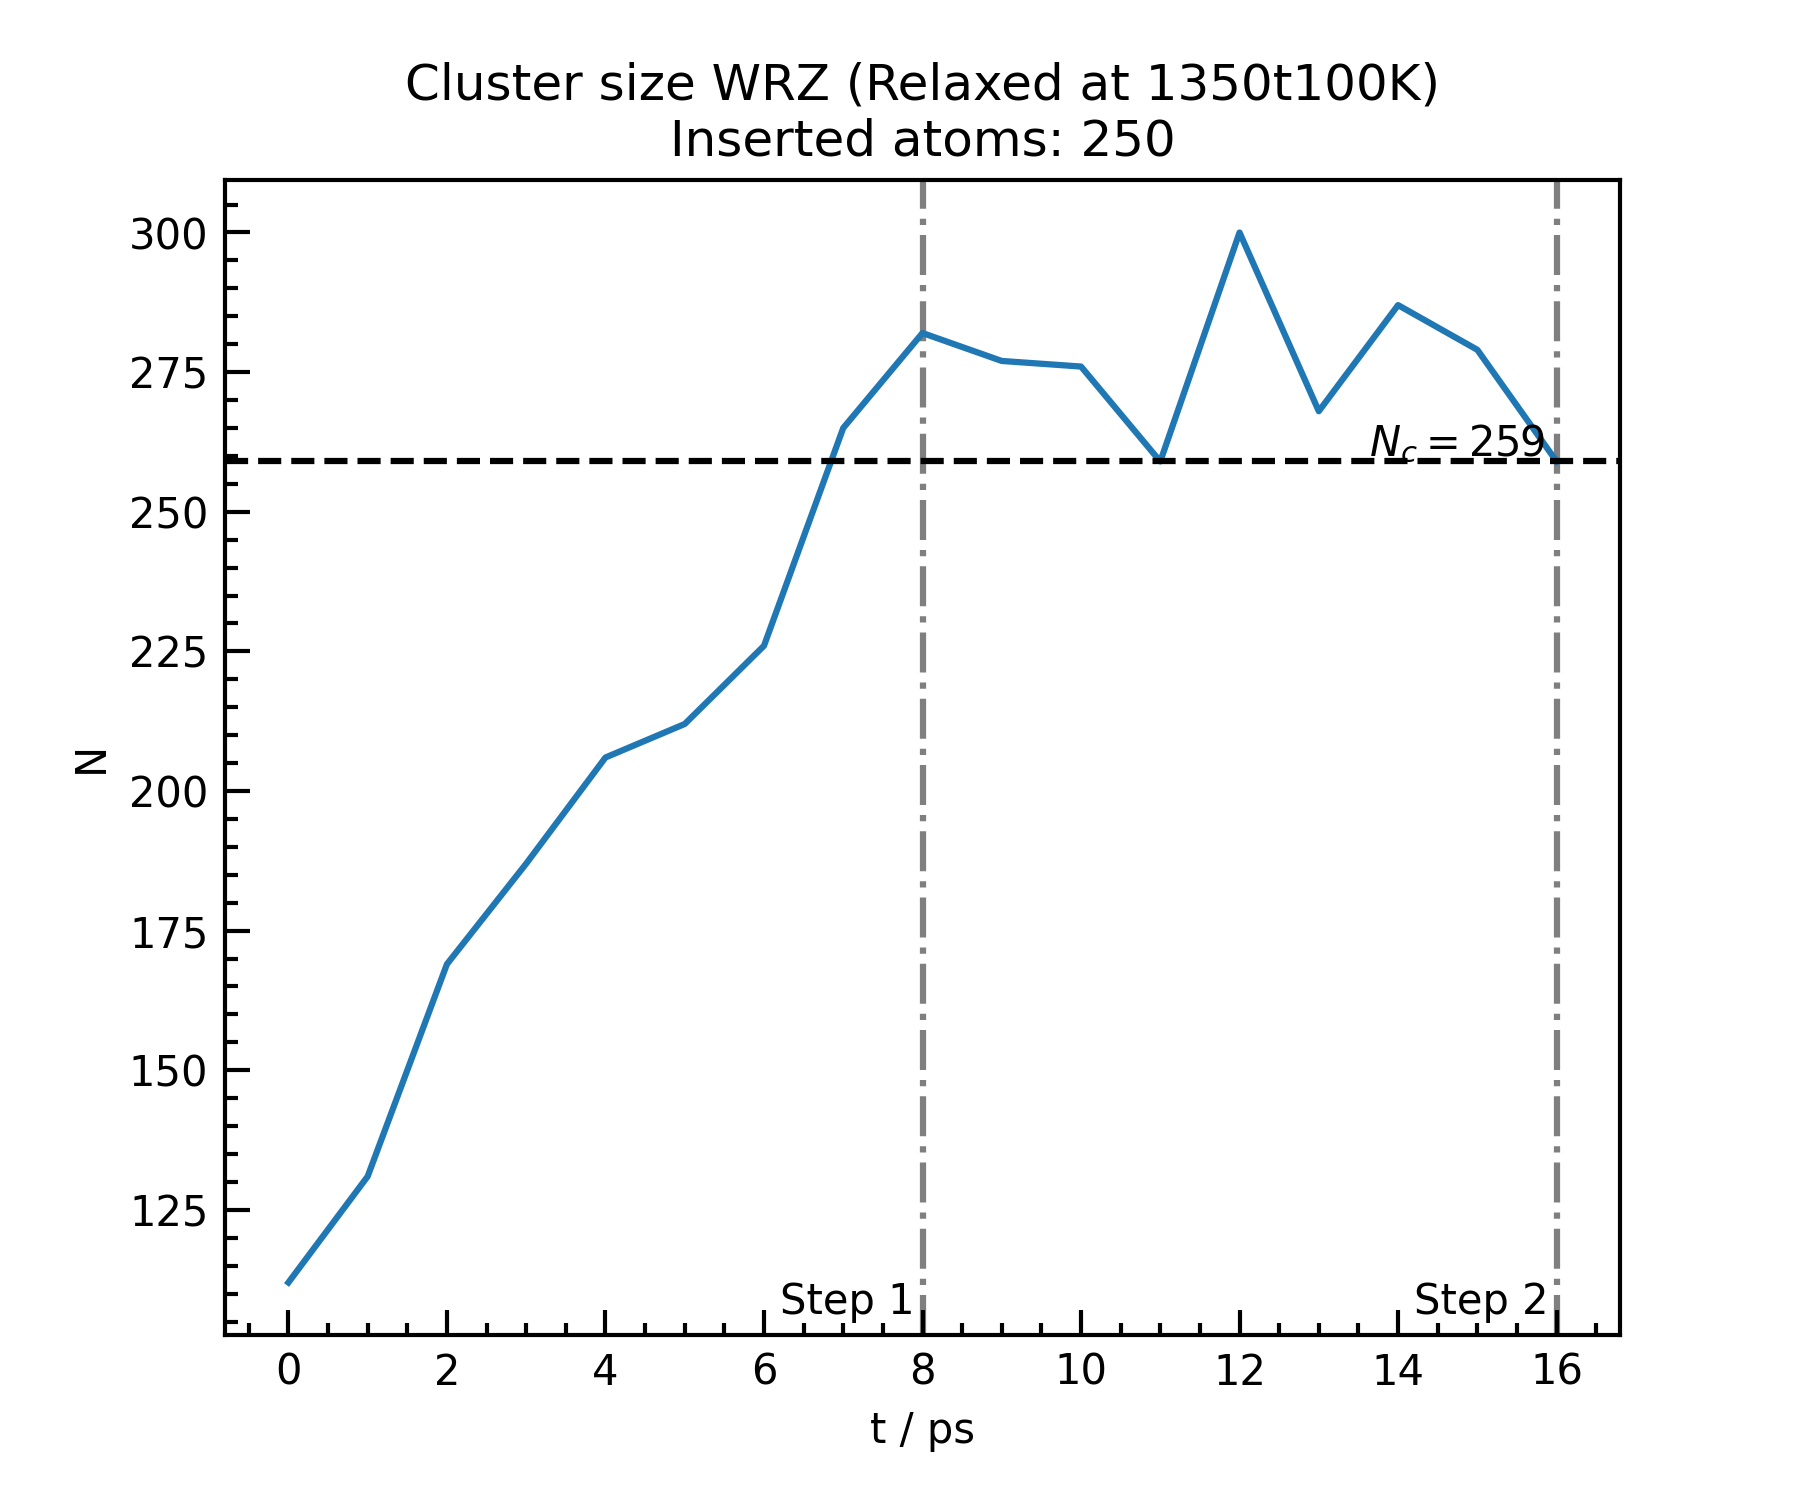 Cluster size WRZ (Relaxed at 1350t100K)
Inserted atoms: 250
300
275
250
225
200
175
150
125
N
N_c = 259
Step 1
Step 2
0 2 4 6 8 10 12 14 16
t / ps